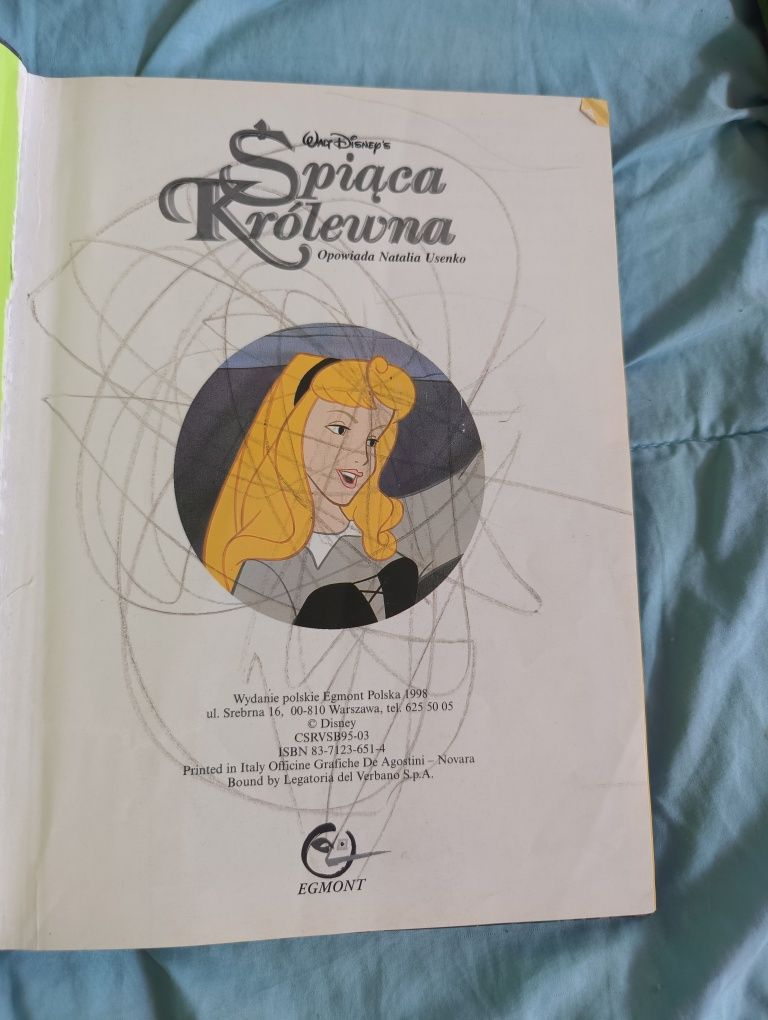 Walt Disney's
Śpiąca
Królewna
Opowiada Natalia Usenko
Wydanie polskie Egmont Polska 1998
ul. Srebrna 16, 00-810 Warszawa, tel. 625 50 05
© Disney
CSRVSB95-03
ISBN 83-7123-651-4
Printed in Italy Officine Grafiche De Agostini – Novara
Bound by Legatoria del Verbano S.p.A.
EGMONT